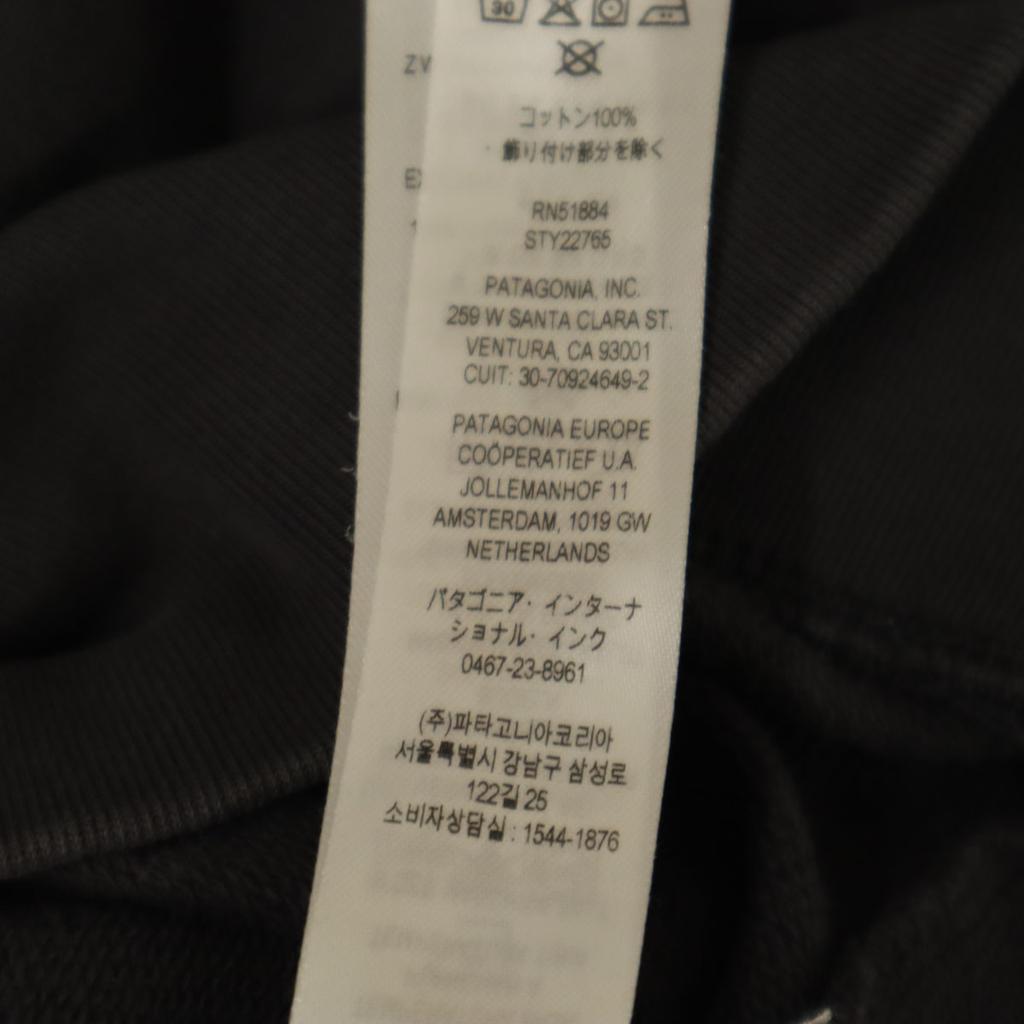 30
ZW
コットン100%
飾り付け部分を除く
RN51884
STY22765
PATAGONIA, INC.
259 W SANTA CLARA ST.
VENTURA, CA 93001
CUIT: 30-70924649-2
PATAGONIA EUROPE
COÖPERATIEF U.A.
JOLLEMANHOF 11
AMSTERDAM, 1019 GW
NETHERLANDS
パタゴニア・インターナ
ショナル・インク
0467-23-8961
(주)파타고니아코리아
서울특별시 강남구 삼성로
122길 25
소비자상담실 : 1544-1876